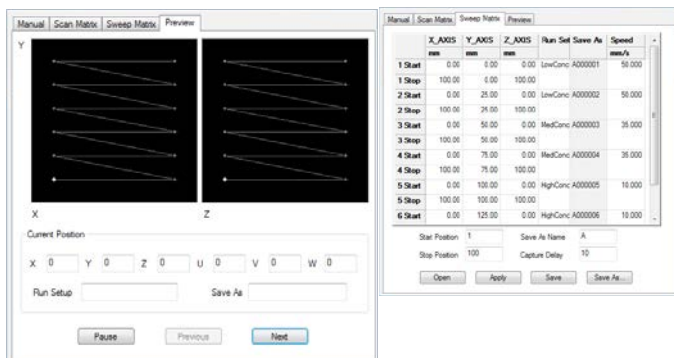 Manual Scan Matrix Sweep Matrix Preview
Y
X Z
Current Position
X 0 Y 0 Z 0 U 0 V 0 W 0
Run Setup Save As
Pause Previous Next
Manual Scan Matrix Sweep Matrix Preview
X_AXIS Y_AXIS Z_AXIS Run Set Save As Speed
mm mm mm mm/s
1 Start 0.00 0.00 0.00 LowConc A000001 50.000
1 Stop 100.00 0.00 100.00
2 Start 0.00 25.00 0.00 LowConc A000002 50.000
2 Stop 100.00 25.00 100.00
3 Start 0.00 50.00 0.00 MedConc A000003 35.000
3 Stop 100.00 50.00 100.00
4 Start 0.00 75.00 0.00 MedConc A000004 35.000
4 Stop 100.00 75.00 100.00
5 Start 0.00 100.00 0.00 HighConc A000005 10.000
5 Stop 100.00 100.00 100.00
6 Start 0.00 125.00 0.00 HighConc A000006 10.000
Start Position 1 Save As Name A
Stop Position 100 Capture Delay 10
Open Apply Save Save As...